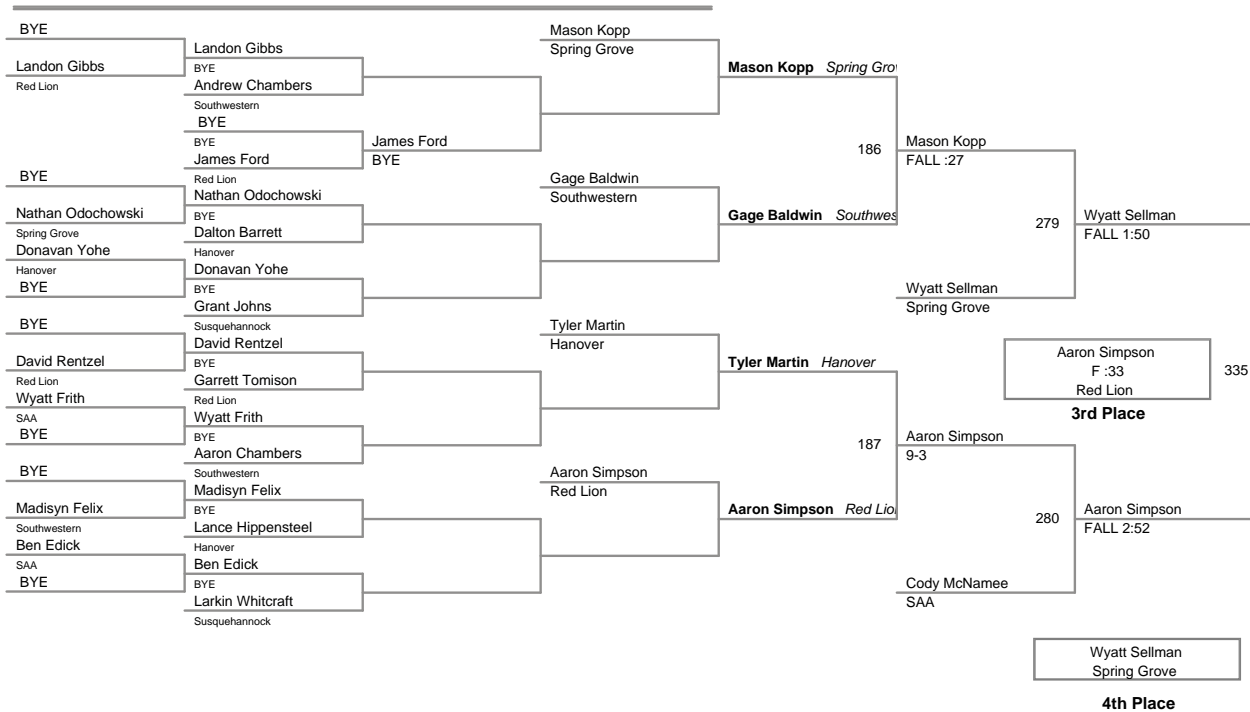 BYE
Landon Gibbs
Red Lion
BYE
Nathan Odochowski
Spring Grove
Donavan Yohe
Hanover
BYE
BYE
David Rentzel
Red Lion
Wyatt Frith
SAA
BYE
BYE
Madisyn Felix
Southwestern
Ben Edick
SAA
BYE
Landon Gibbs
BYE
Andrew Chambers
Southwestern
BYE
BYE
James Ford
Red Lion
Nathan Odochowski
BYE
Dalton Barrett
Hanover
Donavan Yohe
BYE
Grant Johns
Susquehannock
David Rentzel
BYE
Garrett Tomison
Red Lion
Wyatt Frith
BYE
Aaron Chambers
Southwestern
Madisyn Felix
BYE
Lance Hippensteel
Hanover
Ben Edick
BYE
Larkin Whitcraft
Susquehannock
James Ford
BYE
Mason Kopp
Spring Grove
Gage Baldwin
Southwestern
Tyler Martin
Hanover
Aaron Simpson
Red Lion
Mason Kopp Spring Gro
Gage Baldwin Southwes
Tyler Martin Hanover
Aaron Simpson Red Lio
186
187
Mason Kopp
FALL :27
Wyatt Sellman
Spring Grove
Aaron Simpson
9-3
Cody McNamee
SAA
279
280
Wyatt Sellman
FALL 1:50
Aaron Simpson
FALL 2:52
Aaron Simpson
F :33
Red Lion
335
3rd Place
Wyatt Sellman
Spring Grove
4th Place